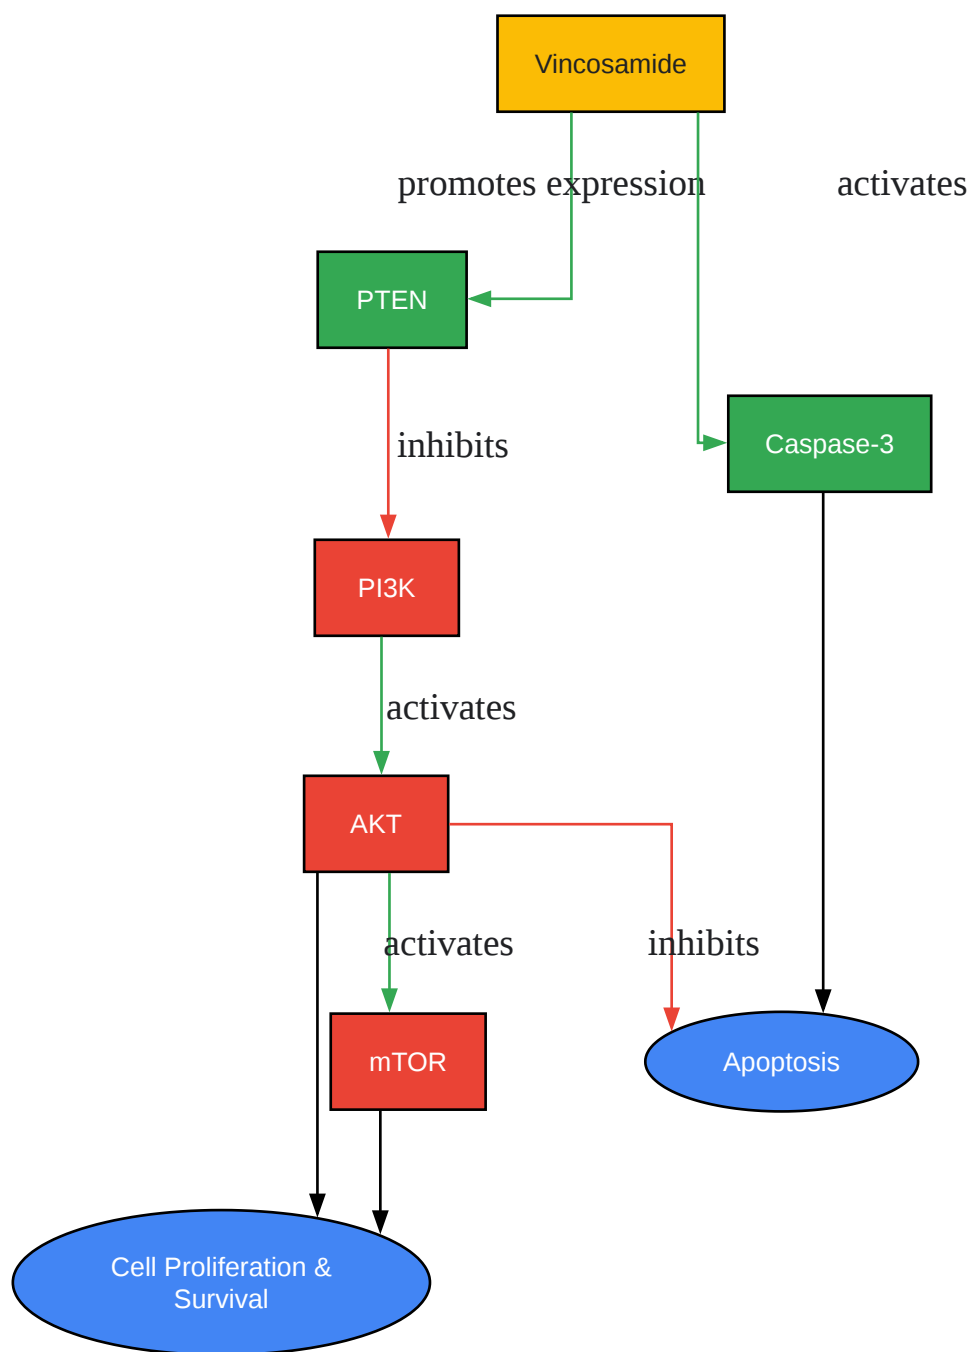 Vincosamide
promotes expression
activates
PTEN
inhibits
Caspase-3
PI3K
activates
AKT
activates
inhibits
mTOR
Apoptosis
Cell Proliferation &
Survival